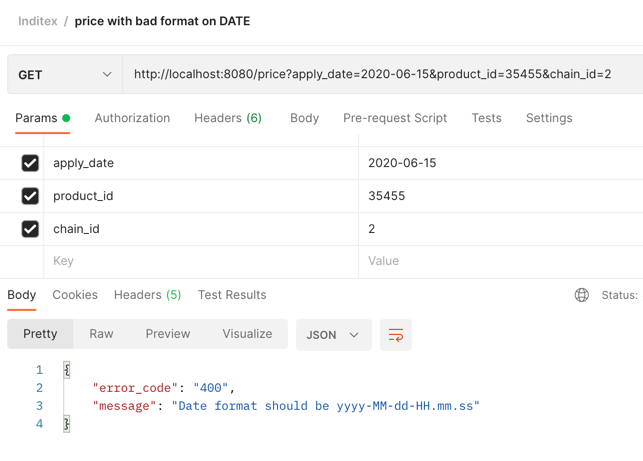 Inditex / price with bad format on DATE
GET http://localhost:8080/price?apply_date=2020-06-15&product_id=35455&chain_id=2
Params Authorization Headers (6) Body Pre-request Script Tests Settings
apply_date 2020-06-15
product_id 35455
chain_id 2
Key Value
Body Cookies Headers (5) Test Results Status:
Pretty Raw Preview Visualize JSON
1 {
2 "error_code": "400",
3 "message": "Date format should be yyyy-MM-dd-HH.mm.ss"
4 }